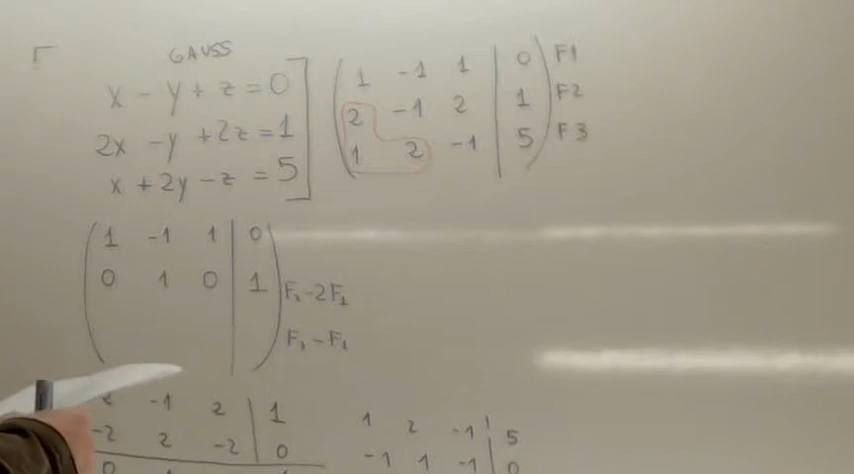 GAUSS
x - y + z = 0
2x - y + 2z = 1
x + 2y - z = 5
1 -1 1 | 0 F1
2 -1 2 | 1 F2
1 2 -1 | 5 F3
1 -1 1 | 0
0 1 0 | 1 F₂-2F₁
F₃-F₁
-1 2 | 1
-2 2 -2 | 0
1 2 -1 | 5
-1 1 -1 | 0